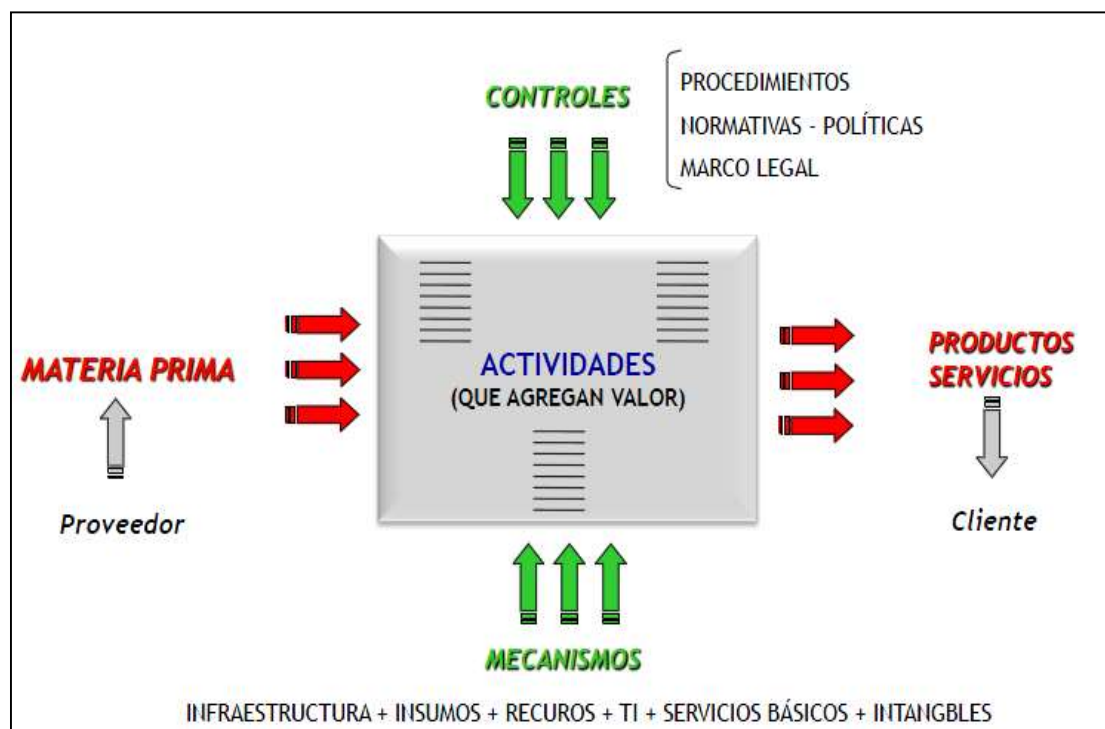 CONTROLES
PROCEDIMIENTOS
NORMATIVAS - POLÍTICAS
MARCO LEGAL
MATERIA PRIMA
Proveedor
ACTIVIDADES
(QUE AGREGAN VALOR)
PRODUCTOS
SERVICIOS
Cliente
MECANISMOS
INFRAESTRUCTURA + INSUMOS + RECUROS + TI + SERVICIOS BÁSICOS + INTANGBLES